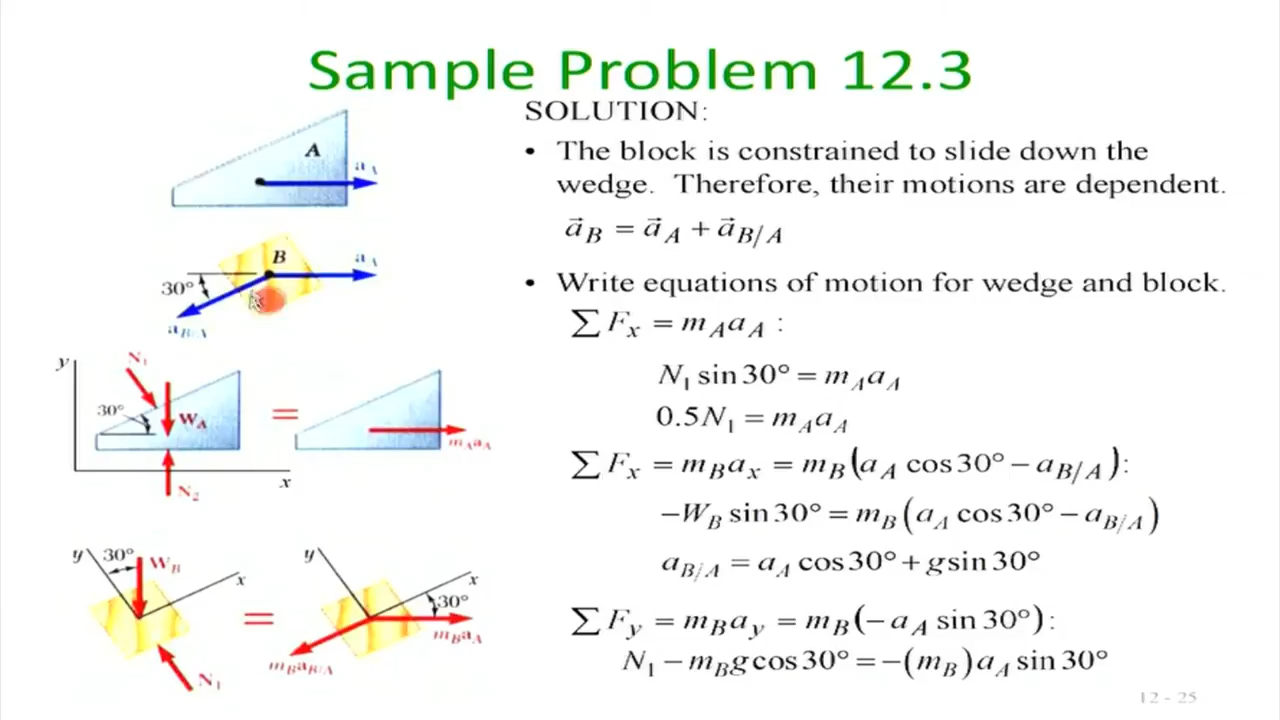 Sample Problem 12.3
SOLUTION:
• The block is constrained to slide down the
wedge. Therefore, their motions are dependent.
a⃗_B = a⃗_A + a⃗_B/A
• Write equations of motion for wedge and block.
∑ F_x = m_A a_A :
N_1 sin 30° = m_A a_A
0.5N_1 = m_A a_A
∑ F_x = m_B a_x = m_B(a_A cos 30° − a_B/A):
−W_B sin 30° = m_B(a_A cos 30° − a_B/A)
a_B/A = a_A cos 30° + g sin 30°
∑ F_y = m_B a_y = m_B(−a_A sin 30°):
N_1 − m_B g cos 30° = −(m_B) a_A sin 30°
A
a_A
B
a_A
30°
a_B/A
y
N_1
30°
W_A
=
m_A a_A
x
N_2
y
30°
W_B
x
=
y
x
30°
m_B a_A
m_B a_B/A
N_1
12 - 25